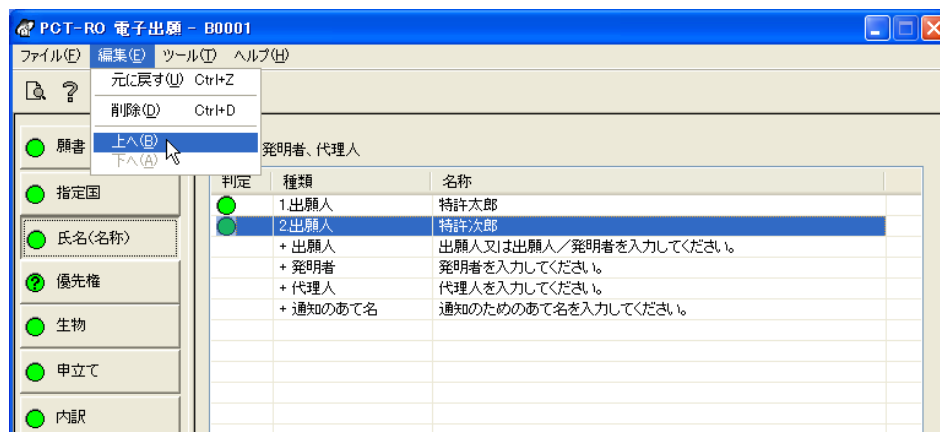 PCT-RO 電子出願 - B0001
ファイル(F) 編集(E) ツール(T) ヘルプ(H)
元に戻す(U) Ctrl+Z
削除(D) Ctrl+D
上へ(B)
下へ(A)
発明者、代理人
願書
指定国
氏名(名称)
優先権
生物
申立て
内訳
判定 種類 名称
1.出願人 特許太郎
2.出願人 特許次郎
+ 出願人 出願人又は出願人／発明者を入力してください。
+ 発明者 発明者を入力してください。
+ 代理人 代理人を入力してください。
+ 通知のあて名 通知のためのあて名を入力してください。